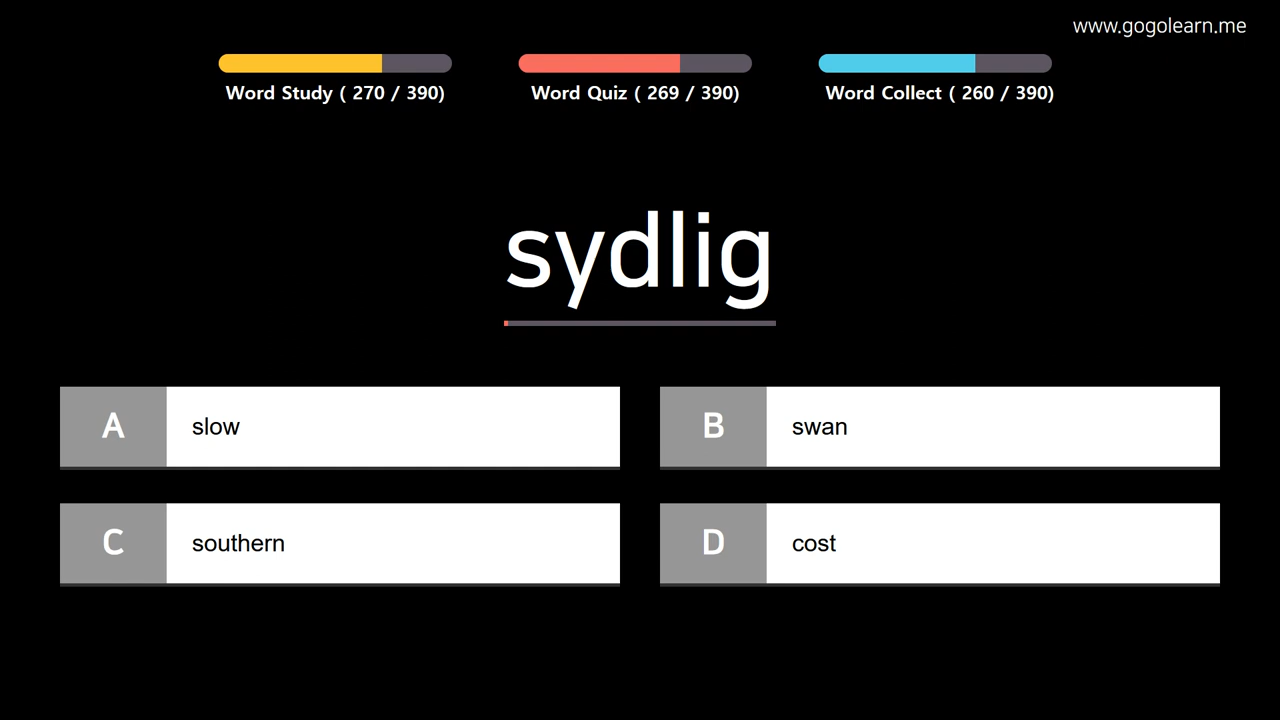 www.gogolearn.me
Word Study ( 270 / 390)
Word Quiz ( 269 / 390)
Word Collect ( 260 / 390)
sydlig
A slow
B swan
C southern
D cost